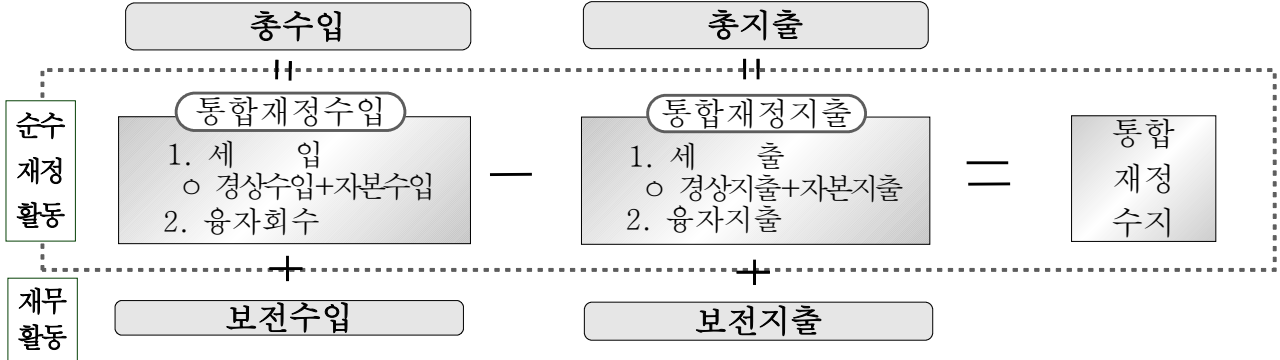 총수입
총지출
순수
재정
활동
통합재정수입
1. 세 입
ㅇ 경상수입+자본수입
2. 융자회수
통합재정지출
1. 세 출
ㅇ 경상지출+자본지출
2. 융자지출
통합
재정
수지
재무
활동
보전수입
보전지출